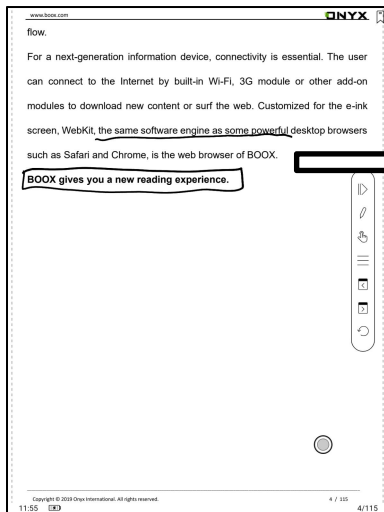 www.boox.com
ONYX
flow.
For a next-generation information device, connectivity is essential. The user
can connect to the Internet by built-in Wi-Fi, 3G module or other add-on
modules to download new content or surf the web. Customized for the e-ink
screen, WebKit, the same software engine as some powerful desktop browsers
such as Safari and Chrome, is the web browser of BOOX.
BOOX gives you a new reading experience.
Copyright © 2019 Onyx International. All rights reserved.
4 / 115
11:55
4/115